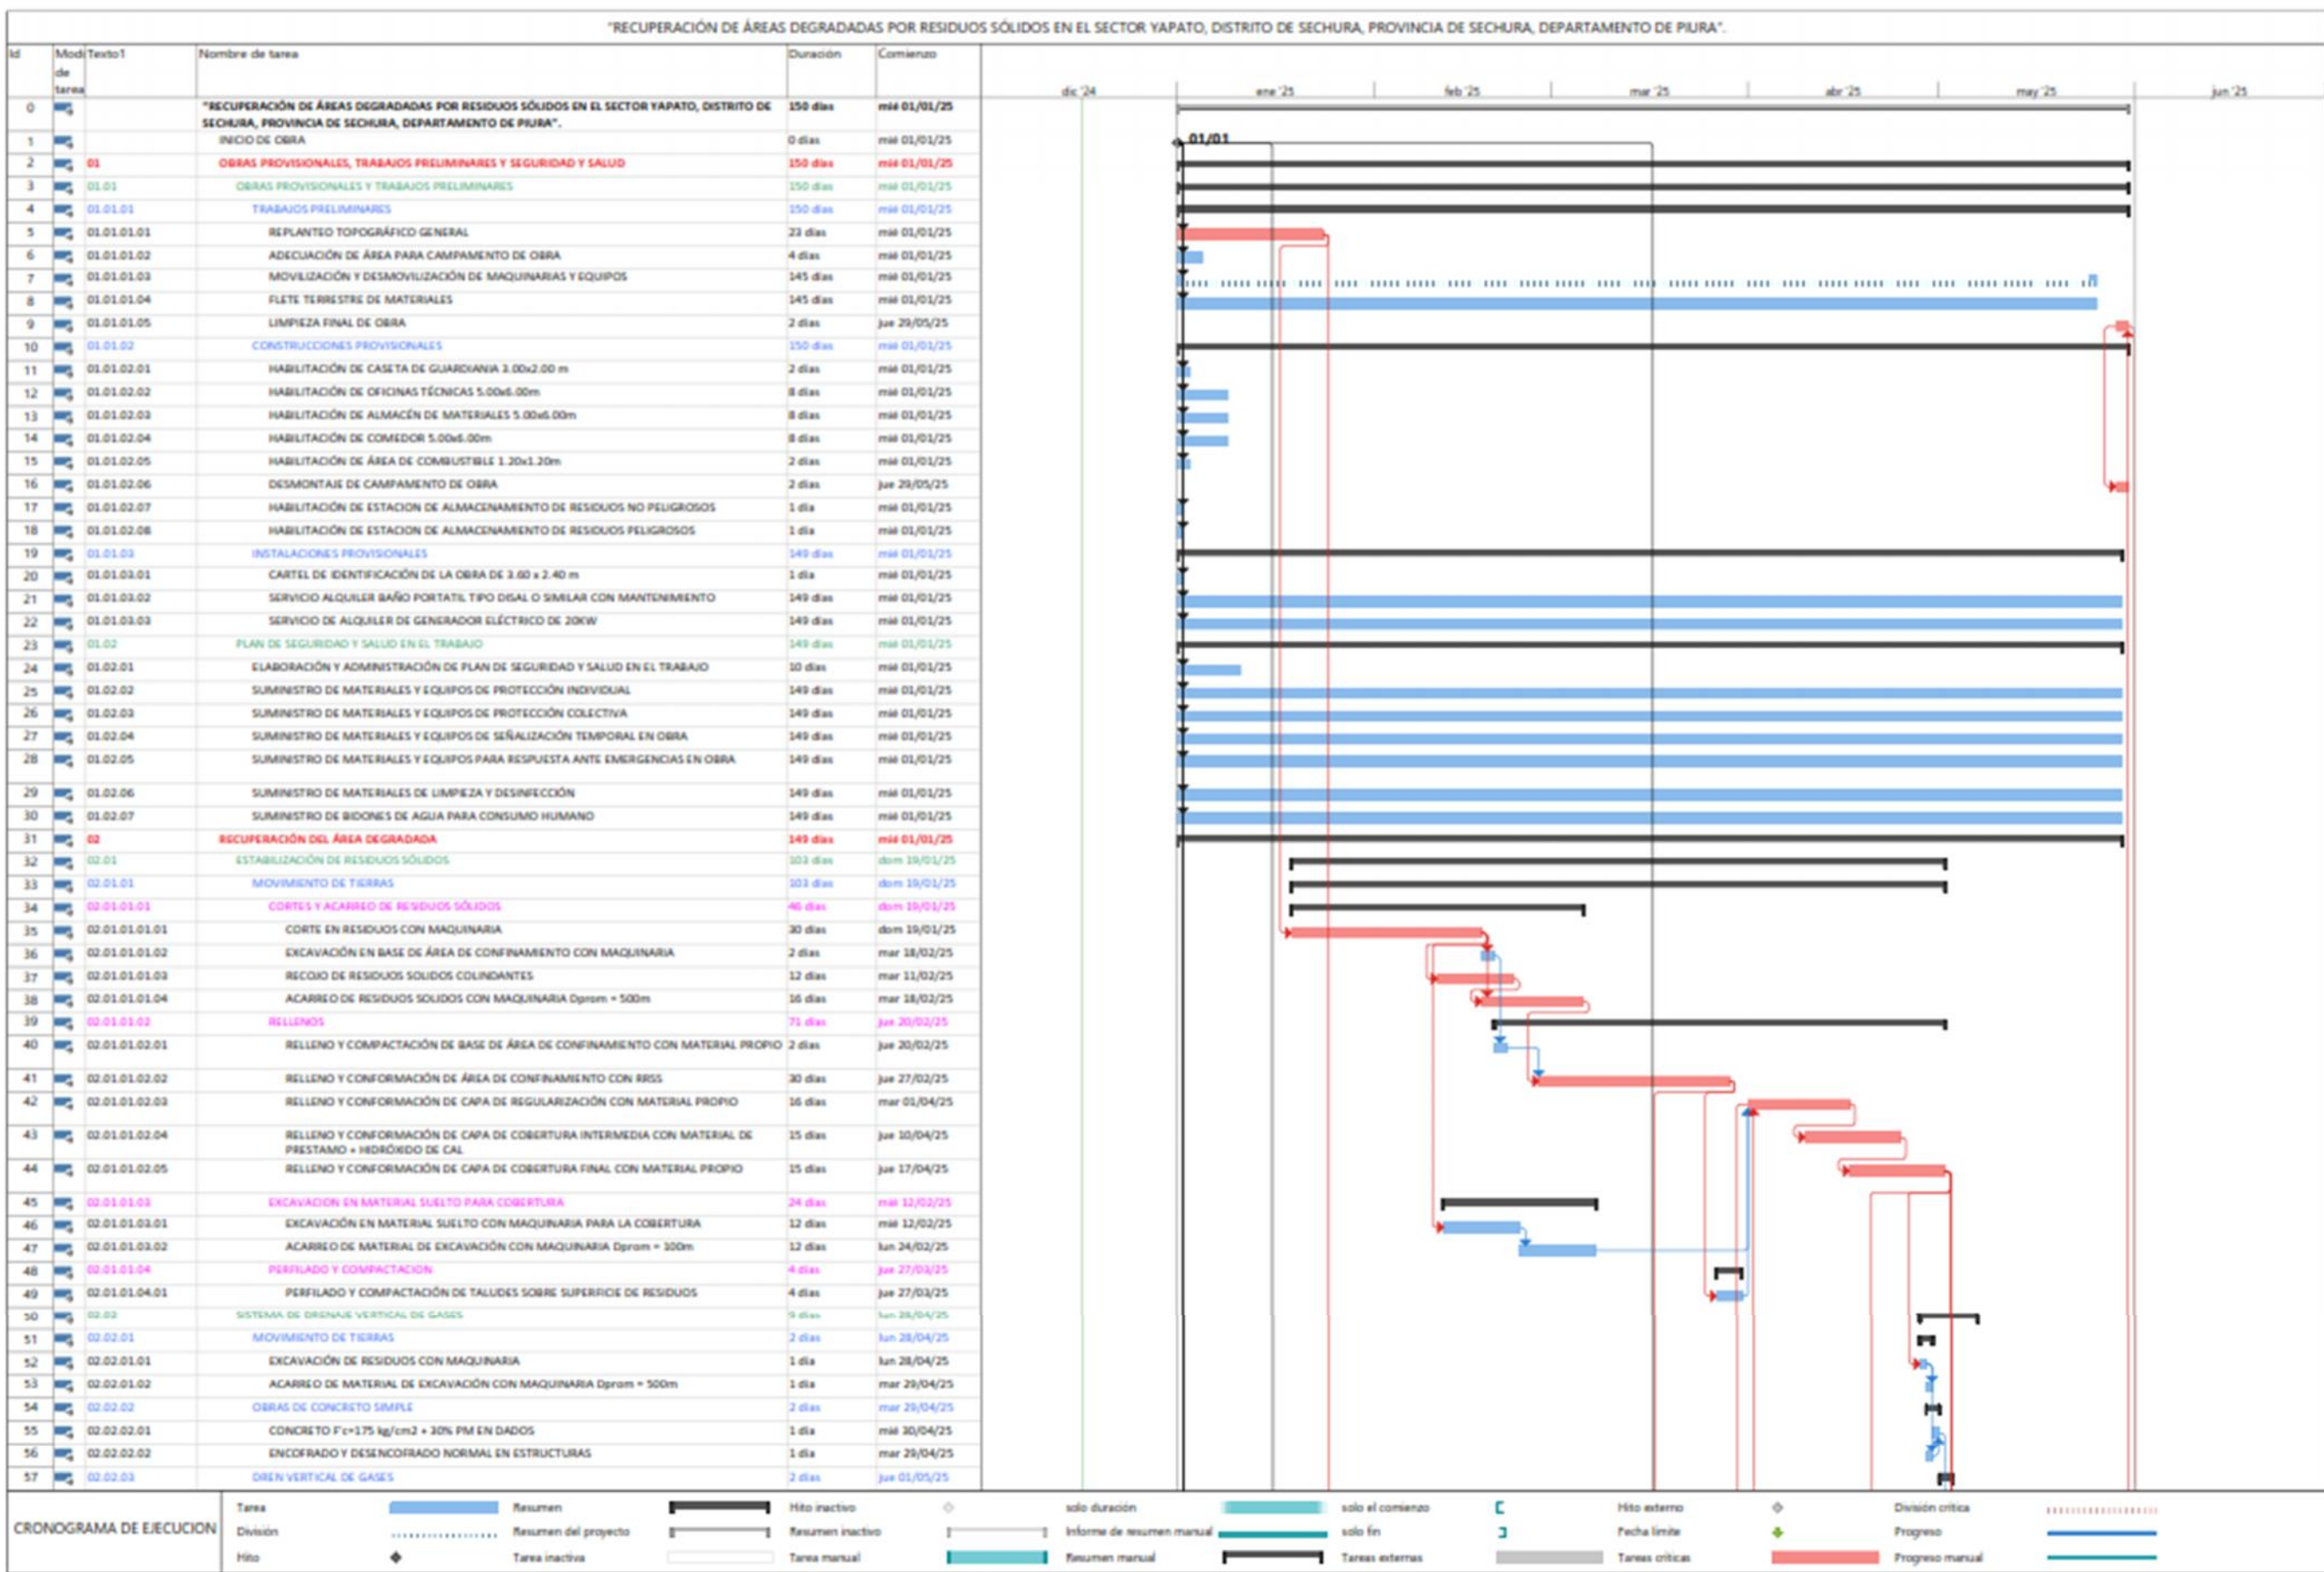 "RECUPERACIÓN DE ÁREAS DEGRADADAS POR RESIDUOS SÓLIDOS EN EL SECTOR YAPATO, DISTRITO DE SECHURA, PROVINCIA DE SECHURA, DEPARTAMENTO DE PIURA".
Id Modo de tarea Texto1 Nombre de tarea Duración Comienzo
dic '24 ene '25 feb '25 mar '25 abr '25 may '25 jun '25
0 "RECUPERACIÓN DE ÁREAS DEGRADADAS POR RESIDUOS SÓLIDOS EN EL SECTOR YAPATO, DISTRITO DE 150 días mié 01/01/25
SECHURA, PROVINCIA DE SECHURA, DEPARTAMENTO DE PIURA".
1 INICIO DE OBRA 0 días mié 01/01/25 01/01
2 01 OBRAS PROVISIONALES, TRABAJOS PRELIMINARES Y SEGURIDAD Y SALUD 150 días mié 01/01/25
3 01.01 OBRAS PROVISIONALES Y TRABAJOS PRELIMINARES 150 días mié 01/01/25
4 01.01.01 TRABAJOS PRELIMINARES 150 días mié 01/01/25
5 01.01.01.01 REPLANTEO TOPOGRÁFICO GENERAL 23 días mié 01/01/25
6 01.01.01.02 ADECUACIÓN DE ÁREA PARA CAMPAMENTO DE OBRA 4 días mié 01/01/25
7 01.01.01.03 MOVILIZACIÓN Y DESMOVILIZACIÓN DE MAQUINARIAS Y EQUIPOS 145 días mié 01/01/25
8 01.01.01.04 FLETE TERRESTRE DE MATERIALES 145 días mié 01/01/25
9 01.01.01.05 LIMPIEZA FINAL DE OBRA 2 días jue 29/05/25
10 01.01.02 CONSTRUCCIONES PROVISIONALES 150 días mié 01/01/25
11 01.01.02.01 HABILITACIÓN DE CASETA DE GUARDIANIA 3.00x2.00 m 2 días mié 01/01/25
12 01.01.02.02 HABILITACIÓN DE OFICINAS TÉCNICAS 5.00x6.00m 8 días mié 01/01/25
13 01.01.02.03 HABILITACIÓN DE ALMACÉN DE MATERIALES 5.00x6.00m 8 días mié 01/01/25
14 01.01.02.04 HABILITACIÓN DE COMEDOR 5.00x6.00m 8 días mié 01/01/25
15 01.01.02.05 HABILITACIÓN DE ÁREA DE COMBUSTIBLE 1.20x1.20m 2 días mié 01/01/25
16 01.01.02.06 DESMONTAJE DE CAMPAMENTO DE OBRA 2 días jue 29/05/25
17 01.01.02.07 HABILITACIÓN DE ESTACION DE ALMACENAMIENTO DE RESIDUOS NO PELIGROSOS 1 día mié 01/01/25
18 01.01.02.08 HABILITACIÓN DE ESTACION DE ALMACENAMIENTO DE RESIDUOS PELIGROSOS 1 día mié 01/01/25
19 01.01.03 INSTALACIONES PROVISIONALES 149 días mié 01/01/25
20 01.01.03.01 CARTEL DE IDENTIFICACIÓN DE LA OBRA DE 3.60 x 2.40 m 1 día mié 01/01/25
21 01.01.03.02 SERVICIO ALQUILER BAÑO PORTATIL TIPO DISAL O SIMILAR CON MANTENIMIENTO 149 días mié 01/01/25
22 01.01.03.03 SERVICIO DE ALQUILER DE GENERADOR ELÉCTRICO DE 20KW 149 días mié 01/01/25
23 01.02 PLAN DE SEGURIDAD Y SALUD EN EL TRABAJO 149 días mié 01/01/25
24 01.02.01 ELABORACIÓN Y ADMINISTRACIÓN DE PLAN DE SEGURIDAD Y SALUD EN EL TRABAJO 10 días mié 01/01/25
25 01.02.02 SUMINISTRO DE MATERIALES Y EQUIPOS DE PROTECCIÓN INDIVIDUAL 149 días mié 01/01/25
26 01.02.03 SUMINISTRO DE MATERIALES Y EQUIPOS DE PROTECCIÓN COLECTIVA 149 días mié 01/01/25
27 01.02.04 SUMINISTRO DE MATERIALES Y EQUIPOS DE SEÑALIZACIÓN TEMPORAL EN OBRA 149 días mié 01/01/25
28 01.02.05 SUMINISTRO DE MATERIALES Y EQUIPOS PARA RESPUESTA ANTE EMERGENCIAS EN OBRA 149 días mié 01/01/25
29 01.02.06 SUMINISTRO DE MATERIALES DE LIMPIEZA Y DESINFECCIÓN 149 días mié 01/01/25
30 01.02.07 SUMINISTRO DE BIDONES DE AGUA PARA CONSUMO HUMANO 149 días mié 01/01/25
31 02 RECUPERACIÓN DEL ÁREA DEGRADADA 149 días mié 01/01/25
32 02.01 ESTABILIZACIÓN DE RESIDUOS SÓLIDOS 103 días dom 19/01/25
33 02.01.01 MOVIMIENTO DE TIERRAS 103 días dom 19/01/25
34 02.01.01.01 CORTES Y ACARREO DE RESIDUOS SÓLIDOS 46 días dom 19/01/25
35 02.01.01.01.01 CORTE EN RESIDUOS CON MAQUINARIA 30 días dom 19/01/25
36 02.01.01.01.02 EXCAVACIÓN EN BASE DE ÁREA DE CONFINAMIENTO CON MAQUINARIA 2 días mar 18/02/25
37 02.01.01.01.03 RECOJO DE RESIDUOS SOLIDOS COLINDANTES 12 días mar 11/02/25
38 02.01.01.01.04 ACARREO DE RESIDUOS SOLIDOS CON MAQUINARIA Dprom = 500m 16 días mar 18/02/25
39 02.01.01.02 RELLENOS 71 días jue 20/02/25
40 02.01.01.02.01 RELLENO Y COMPACTACIÓN DE BASE DE ÁREA DE CONFINAMIENTO CON MATERIAL PROPIO 2 días jue 20/02/25
41 02.01.01.02.02 RELLENO Y CONFORMACIÓN DE ÁREA DE CONFINAMIENTO CON RRSS 30 días jue 27/02/25
42 02.01.01.02.03 RELLENO Y CONFORMACIÓN DE CAPA DE REGULARIZACIÓN CON MATERIAL PROPIO 16 días mar 01/04/25
43 02.01.01.02.04 RELLENO Y CONFORMACIÓN DE CAPA DE COBERTURA INTERMEDIA CON MATERIAL DE 15 días jue 10/04/25
PRESTAMO + HIDRÓXIDO DE CAL
44 02.01.01.02.05 RELLENO Y CONFORMACIÓN DE CAPA DE COBERTURA FINAL CON MATERIAL PROPIO 15 días jue 17/04/25
45 02.01.01.03 EXCAVACION EN MATERIAL SUELTO PARA COBERTURA 24 días mié 12/02/25
46 02.01.01.03.01 EXCAVACIÓN EN MATERIAL SUELTO CON MAQUINARIA PARA LA COBERTURA 12 días mié 12/02/25
47 02.01.01.03.02 ACARREO DE MATERIAL DE EXCAVACIÓN CON MAQUINARIA Dprom = 100m 12 días lun 24/02/25
48 02.01.01.04 PERFILADO Y COMPACTACION 4 días jue 27/03/25
49 02.01.01.04.01 PERFILADO Y COMPACTACIÓN DE TALUDES SOBRE SUPERFICIE DE RESIDUOS 4 días jue 27/03/25
50 02.02 SISTEMA DE DRENAJE VERTICAL DE GASES 9 días lun 28/04/25
51 02.02.01 MOVIMIENTO DE TIERRAS 2 días lun 28/04/25
52 02.02.01.01 EXCAVACIÓN DE RESIDUOS CON MAQUINARIA 1 día lun 28/04/25
53 02.02.01.02 ACARREO DE MATERIAL DE EXCAVACIÓN CON MAQUINARIA Dprom = 500m 1 día mar 29/04/25
54 02.02.02 OBRAS DE CONCRETO SIMPLE 2 días mar 29/04/25
55 02.02.02.01 CONCRETO F'c=175 kg/cm2 + 30% PM EN DADOS 1 día mié 30/04/25
56 02.02.02.02 ENCOFRADO Y DESENCOFRADO NORMAL EN ESTRUCTURAS 1 día mar 29/04/25
57 02.02.03 DREN VERTICAL DE GASES 2 días jue 01/05/25
CRONOGRAMA DE EJECUCION
Tarea Resumen Hito inactivo solo duración solo el comienzo Hito externo División crítica
División Resumen del proyecto Resumen inactivo Informe de resumen manual solo fin Fecha límite Progreso
Hito Tarea inactiva Tarea manual Resumen manual Tareas externas Tareas críticas Progreso manual